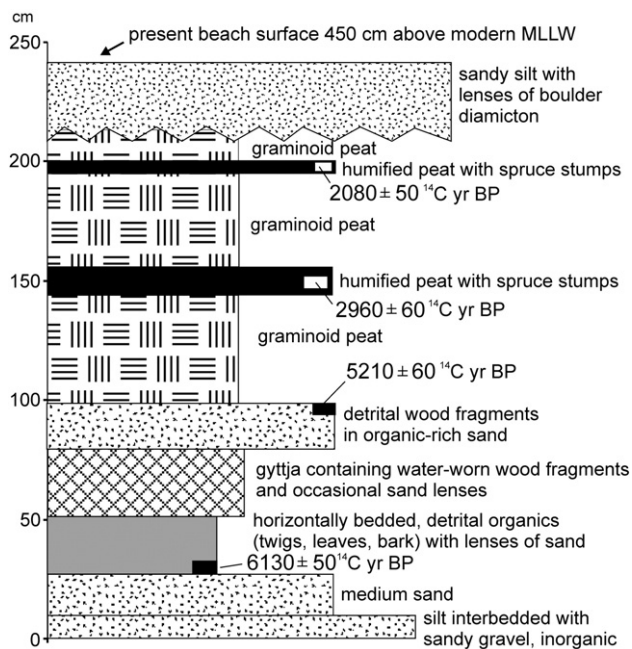 cm
250
present beach surface 450 cm above modern MLLW
sandy silt with
lenses of boulder
diamicton
graminoid peat
200
humified peat with spruce stumps
2080 ± 50 ¹⁴C yr BP
graminoid peat
150
humified peat with spruce stumps
2960 ± 60 ¹⁴C yr BP
graminoid peat
5210 ± 60 ¹⁴C yr BP
100
detrital wood fragments
in organic-rich sand
gyttja containing water-worn wood fragments
and occasional sand lenses
50
horizontally bedded, detrital organics
(twigs, leaves, bark) with lenses of sand
6130 ± 50 ¹⁴C yr BP
medium sand
silt interbedded with
sandy gravel, inorganic
0